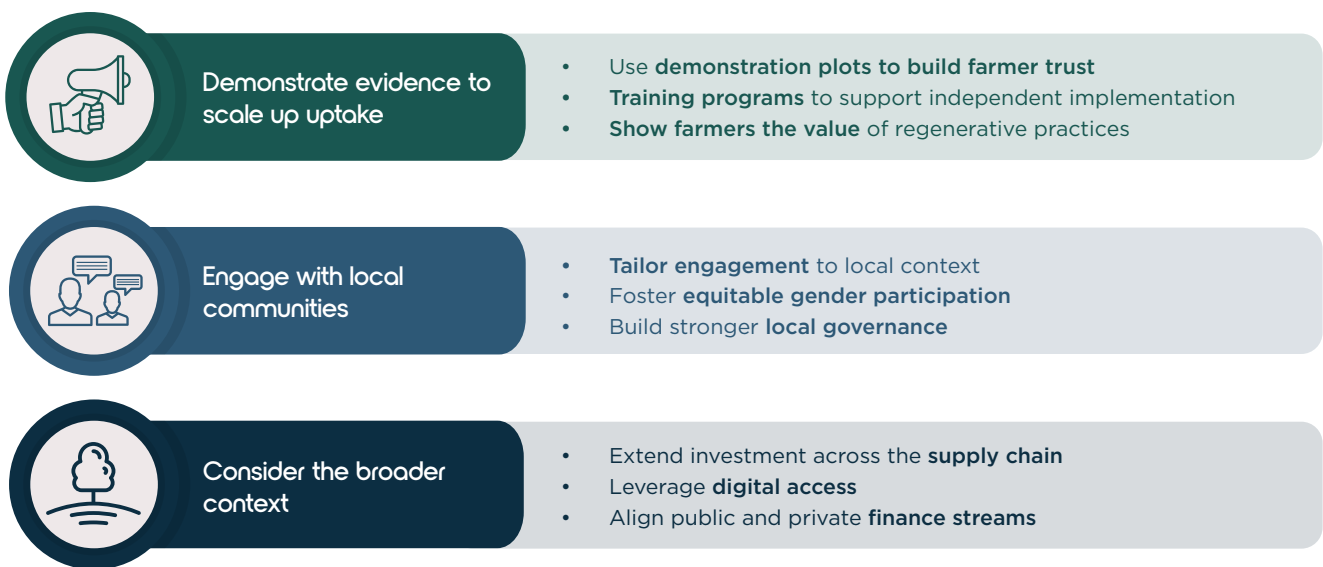 Demonstrate evidence to
scale up uptake
• Use demonstration plots to build farmer trust
• Training programs to support independent implementation
• Show farmers the value of regenerative practices
Engage with local
communities
• Tailor engagement to local context
• Foster equitable gender participation
• Build stronger local governance
Consider the broader
context
• Extend investment across the supply chain
• Leverage digital access
• Align public and private finance streams